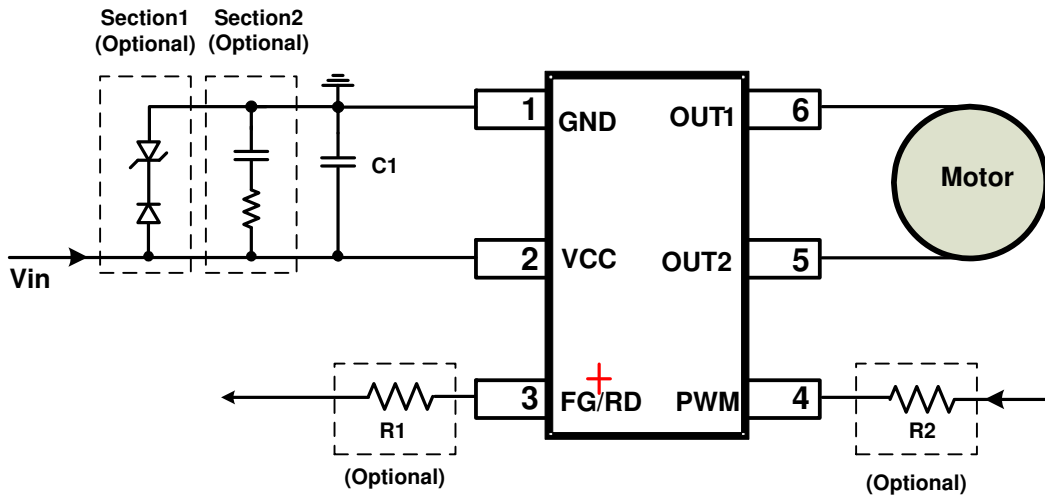 Section1
(Optional)
Section2
(Optional)
C1
Vin
1
GND
2
VCC
3
FG/RD
OUT1
6
OUT2
5
PWM
4
Motor
R1
(Optional)
R2
(Optional)